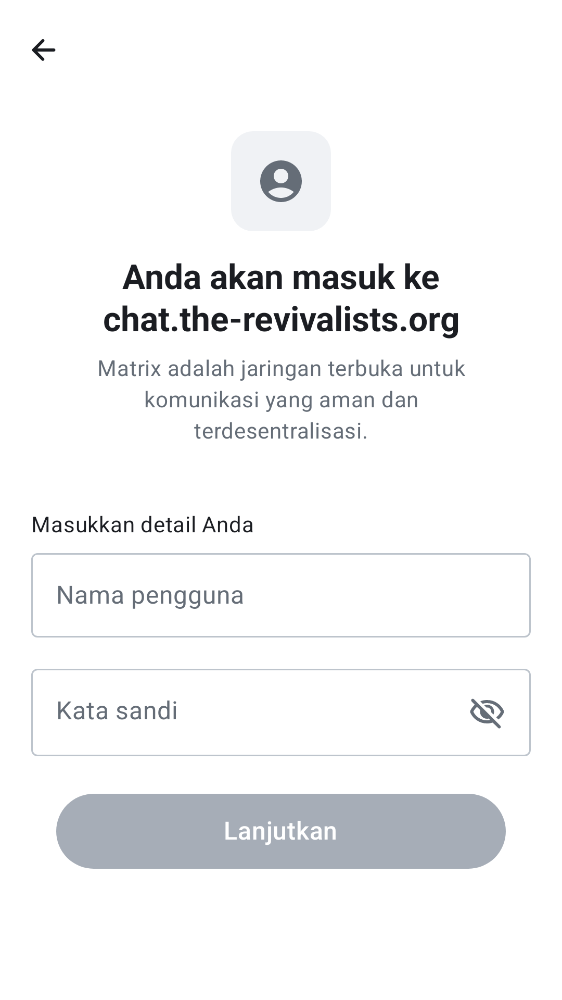 Anda akan masuk ke
chat.the-revivalists.org
Matrix adalah jaringan terbuka untuk
komunikasi yang aman dan
terdesentralisasi.
Masukkan detail Anda
Nama pengguna
Kata sandi
Lanjutkan